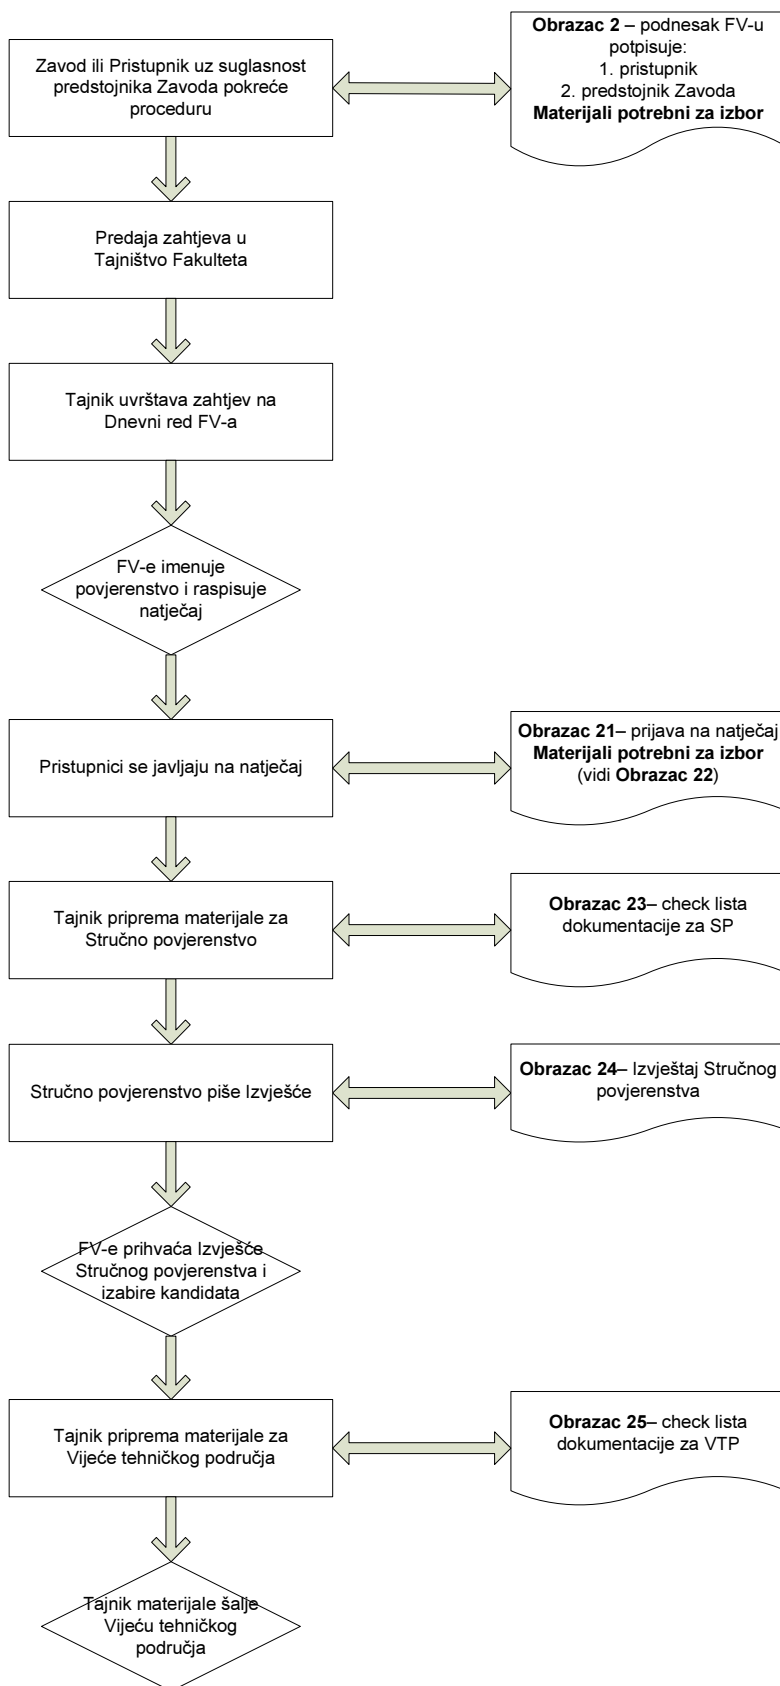 Zavod ili Pristupnik uz suglasnost
predstojnika Zavoda pokreće
proceduru
Obrazac 2 – podnesak FV-u
potpisuje:
1. pristupnik
2. predstojnik Zavoda
Materijali potrebni za izbor
Predaja zahtjeva u
Tajništvo Fakulteta
Tajnik uvrštava zahtjev na
Dnevni red FV-a
FV-e imenuje
povjerenstvo i raspisuje
natječaj
Pristupnici se javljaju na natječaj
Obrazac 21– prijava na natječaj
Materijali potrebni za izbor
(vidi Obrazac 22)
Tajnik priprema materijale za
Stručno povjerenstvo
Obrazac 23– check lista
dokumentacije za SP
Stručno povjerenstvo piše Izvješće
Obrazac 24– Izvještaj Stručnog
povjerenstva
FV-e prihvaća Izvješće
Stručnog povjerenstva i
izabire kandidata
Tajnik priprema materijale za
Vijeće tehničkog područja
Obrazac 25– check lista
dokumentacije za VTP
Tajnik materijale šalje
Vijeću tehničkog
područja